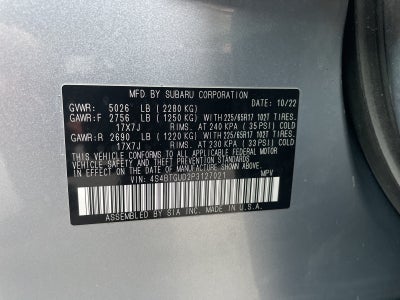 MFD BY SUBARU CORPORATION DATE: 10/22
GVWR: 5026 LB (2280 KG)
GAWR:F 2756 LB (1250 KG) WITH 225/65R17 102T TIRES
17X7J RIMS, AT 240 KPA (35 PSI) COLD
GAWR:R 2690 LB (1220 KG) WITH 225/65R17 102T TIRES
17X7J RIMS, AT 230 KPA (33 PSI) COLD
THIS VEHICLE CONFORMS TO ALL APPLICABLE FEDERAL MOTOR
VEHICLE SAFETY AND THEFT PREVENTION STANDARDS
IN EFFECT ON THE DATE OF MANUFACTURE SHOWN ABOVE.
V.I.N.: 4S4BTGUD3P3127021 MPV
ASSEMBLED BY SIA INC. IN U.S.A.